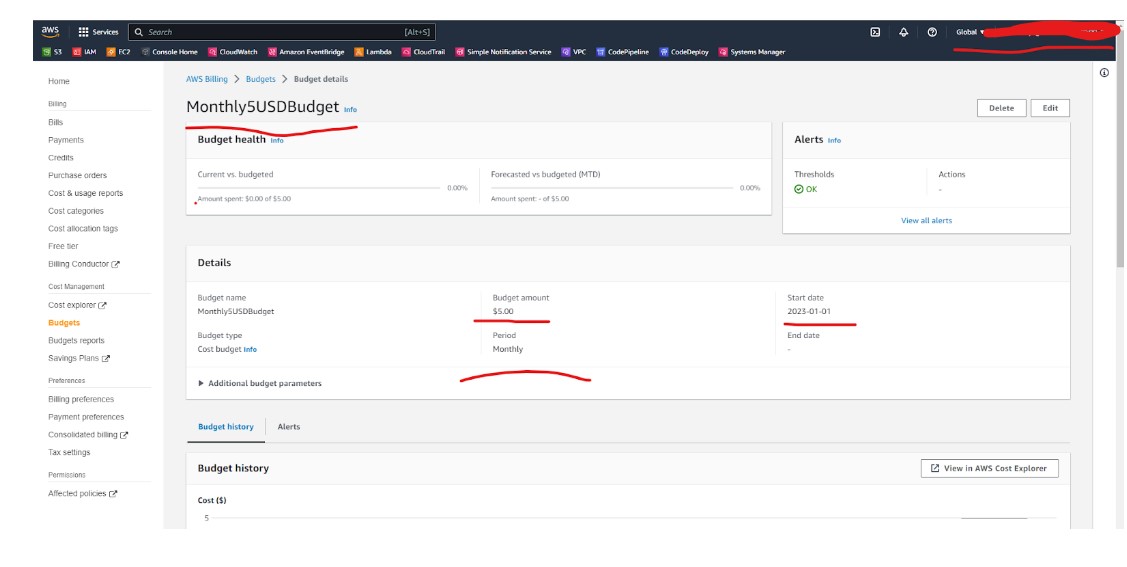 aws Services Search [Alt+S] Global
S3 IAM EC2 Console Home CloudWatch Amazon EventBridge Lambda CloudTrail Simple Notification Service VPC CodePipeline CodeDeploy Systems Manager
Home
Billing
Bills
Payments
Credits
Purchase orders
Cost & usage reports
Cost categories
Cost allocation tags
Free tier
Billing Conductor
Cost Management
Cost explorer
Budgets
Budgets reports
Savings Plans
Preferences
Billing preferences
Payment preferences
Consolidated billing
Tax settings
Permissions
Affected policies
AWS Billing > Budgets > Budget details
Monthly5USDBudget Info
Delete Edit
Budget health Info
Current vs. budgeted
0.00%
Amount spent: $0.00 of $5.00
Forecasted vs budgeted (MTD)
0.00%
Amount spent: - of $5.00
Alerts Info
Thresholds
OK
Actions
-
View all alerts
Details
Budget name
Monthly5USDBudget
Budget type
Cost budget Info
Budget amount
$5.00
Period
Monthly
Start date
2023-01-01
End date
-
Additional budget parameters
Budget history Alerts
Budget history
View in AWS Cost Explorer
Cost ($)
5